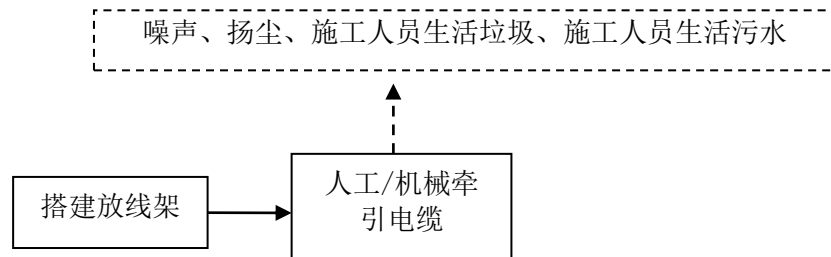 噪声、扬尘、施工人员生活垃圾、施工人员生活污水
搭建放线架
人工/机械牵
引电缆